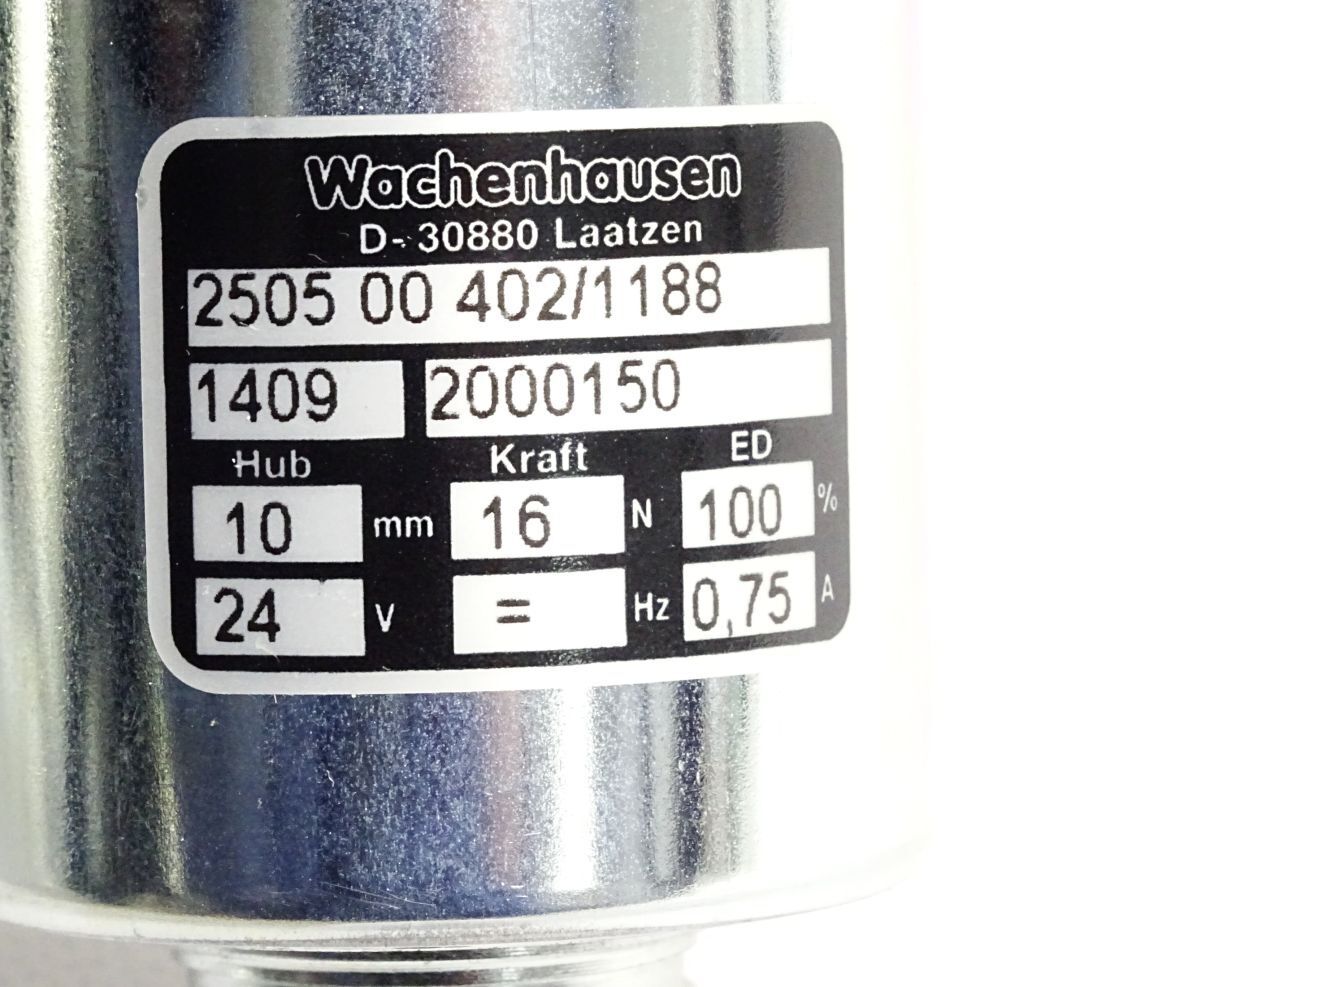 Wachenhausen
D-30880 Laatzen
2505 00 402/1188
1409 2000150
Hub Kraft ED
10 mm 16 N 100 %
24 V = Hz 0,75 A